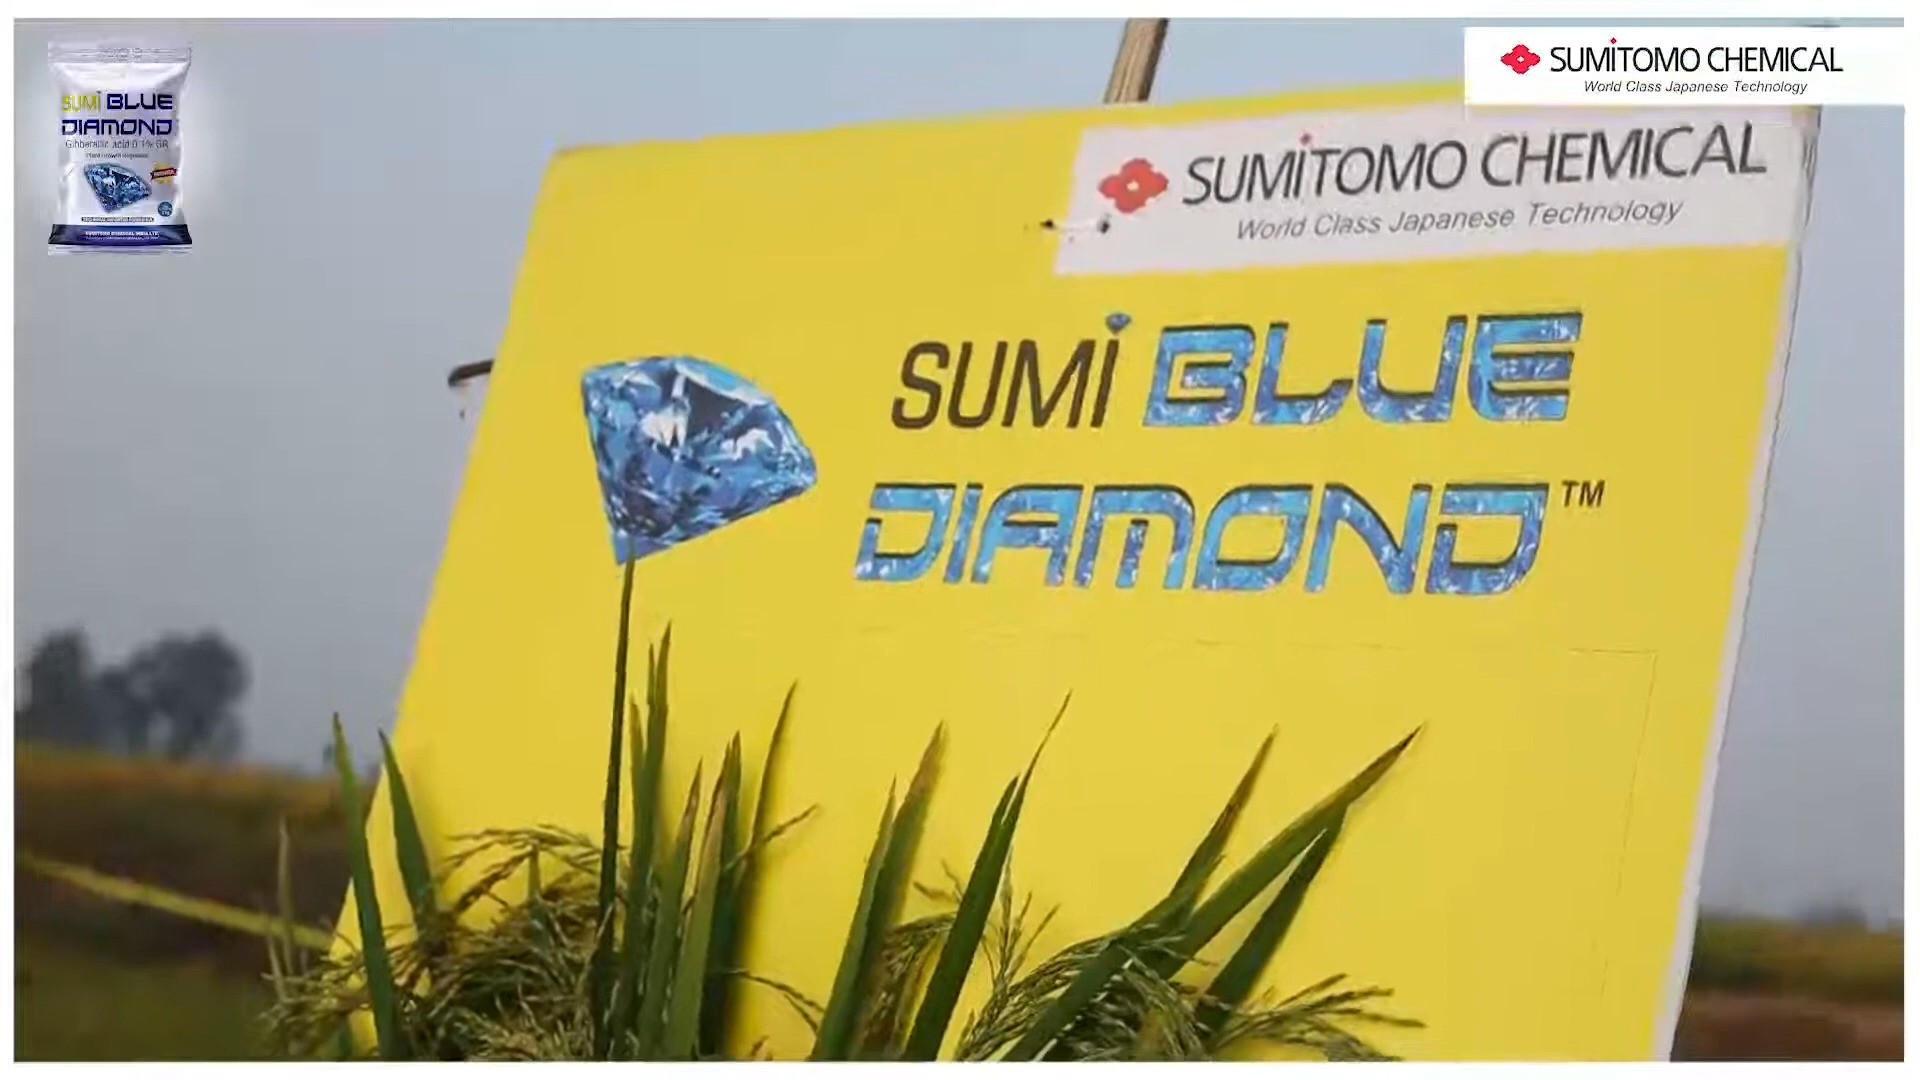 SUMI BLUE
DIAMOND
Gibberellic acid 0.1% GR
SUMITOMO CHEMICAL
World Class Japanese Technology
SUMITOMO CHEMICAL
World Class Japanese Technology
SUMI BLUE
DIAMOND™